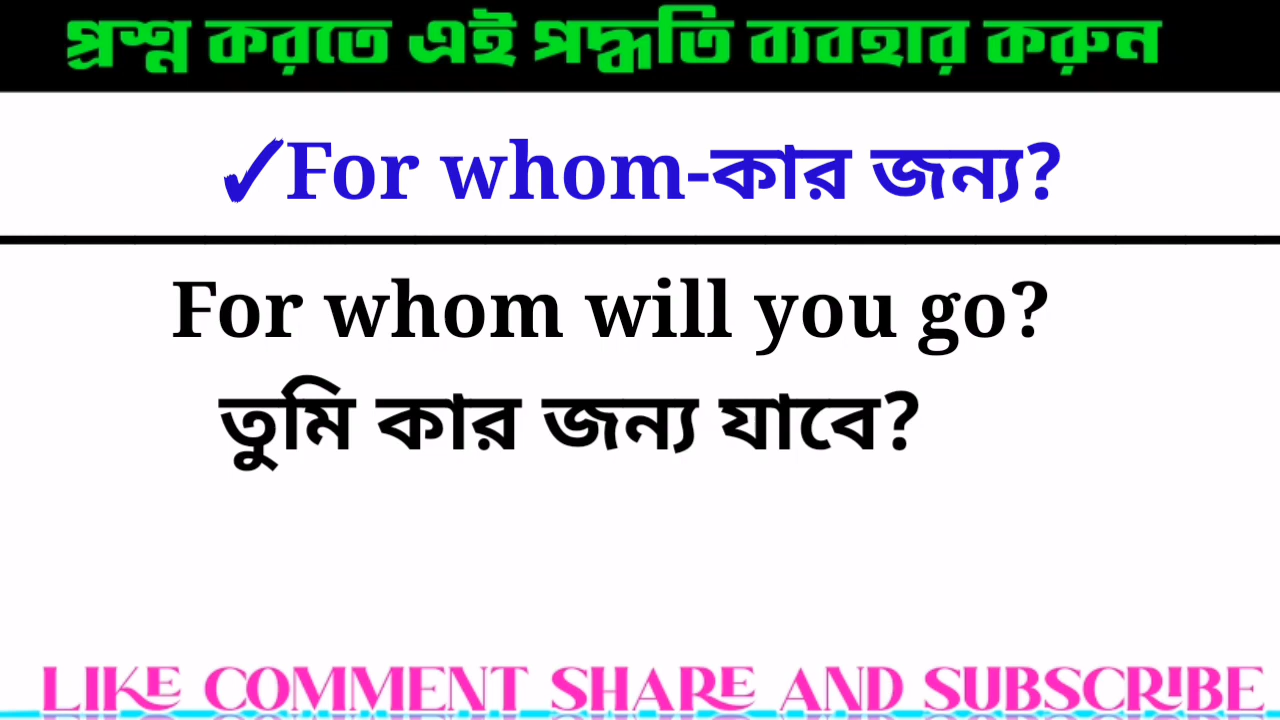 প্রশ্ন করতে এই পদ্ধতি ব্যবহার করুন
✓For whom-কার জন্য?
For whom will you go?
তুমি কার জন্য যাবে?
LIKE COMMENT SHARE AND SUBSCRIBE